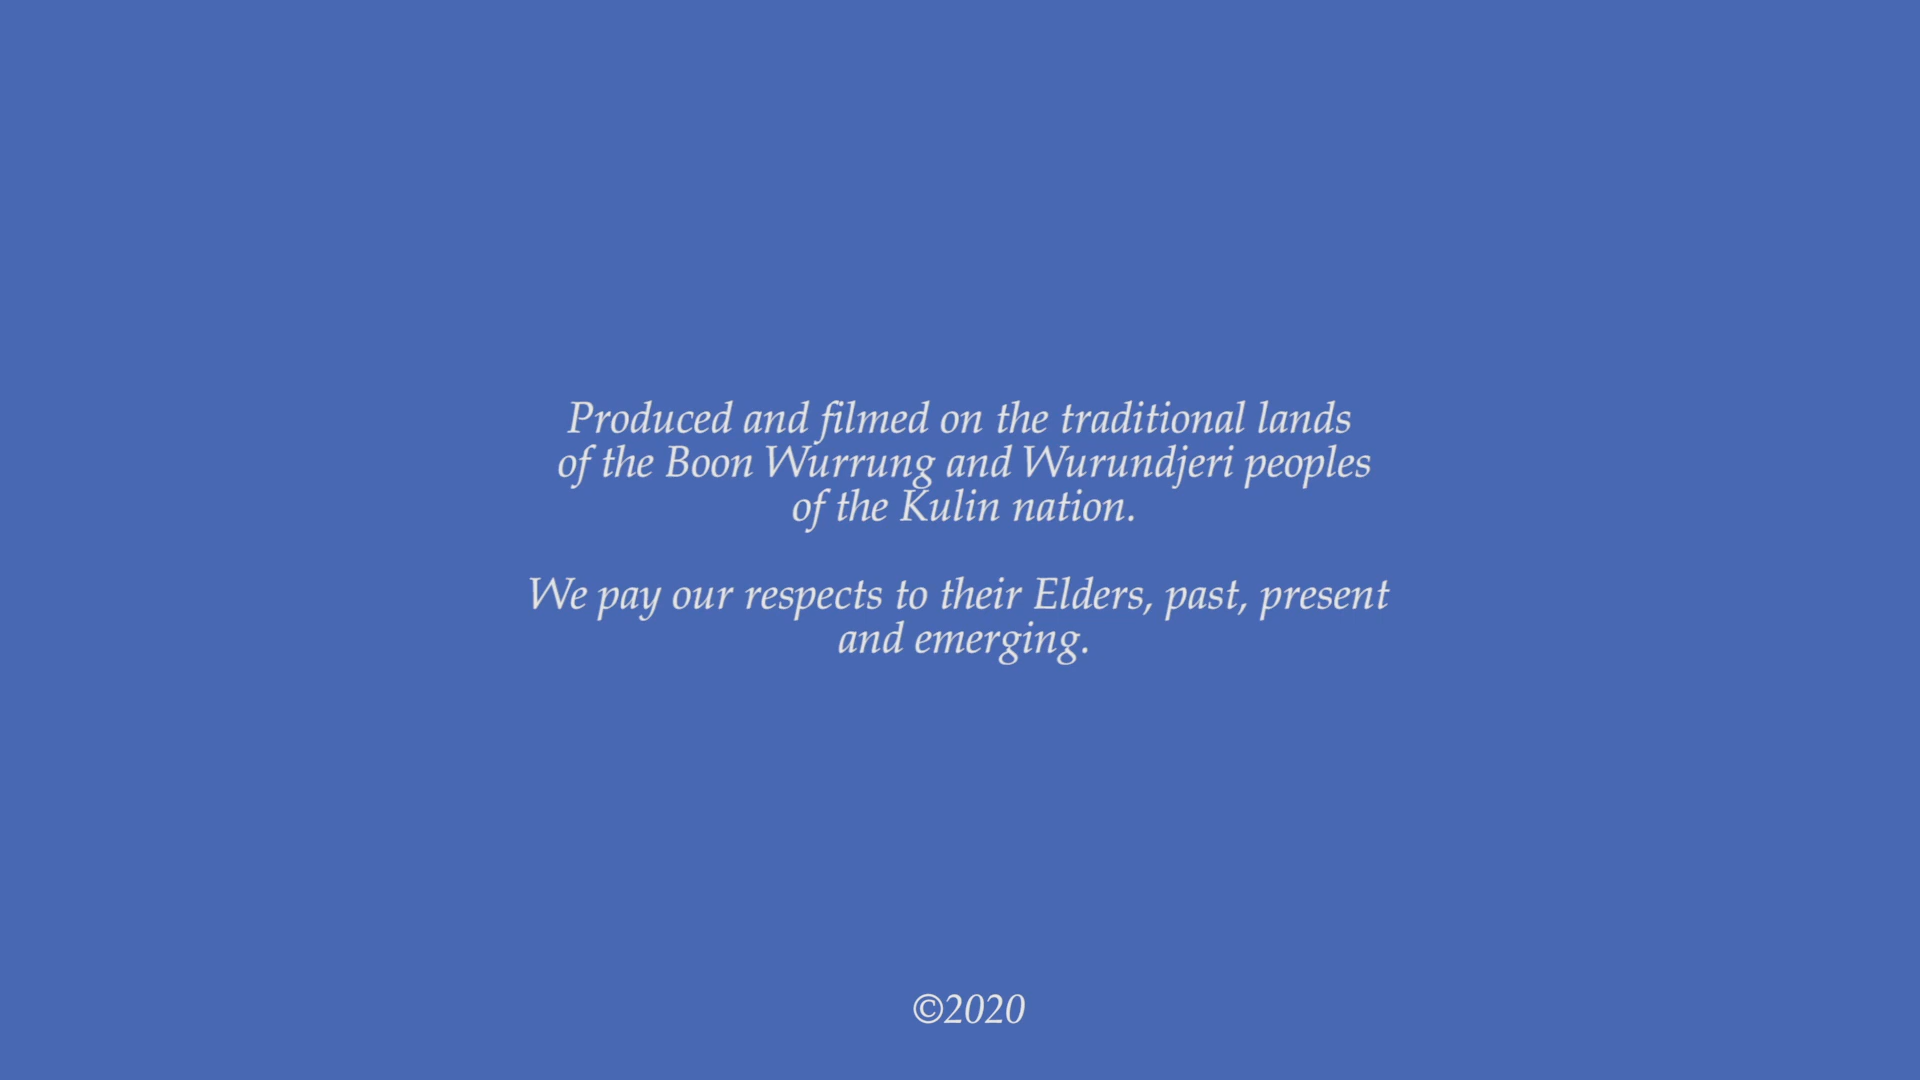 Produced and filmed on the traditional lands
of the Boon Wurrung and Wurundjeri peoples
of the Kulin nation.
We pay our respects to their Elders, past, present
and emerging.
©2020